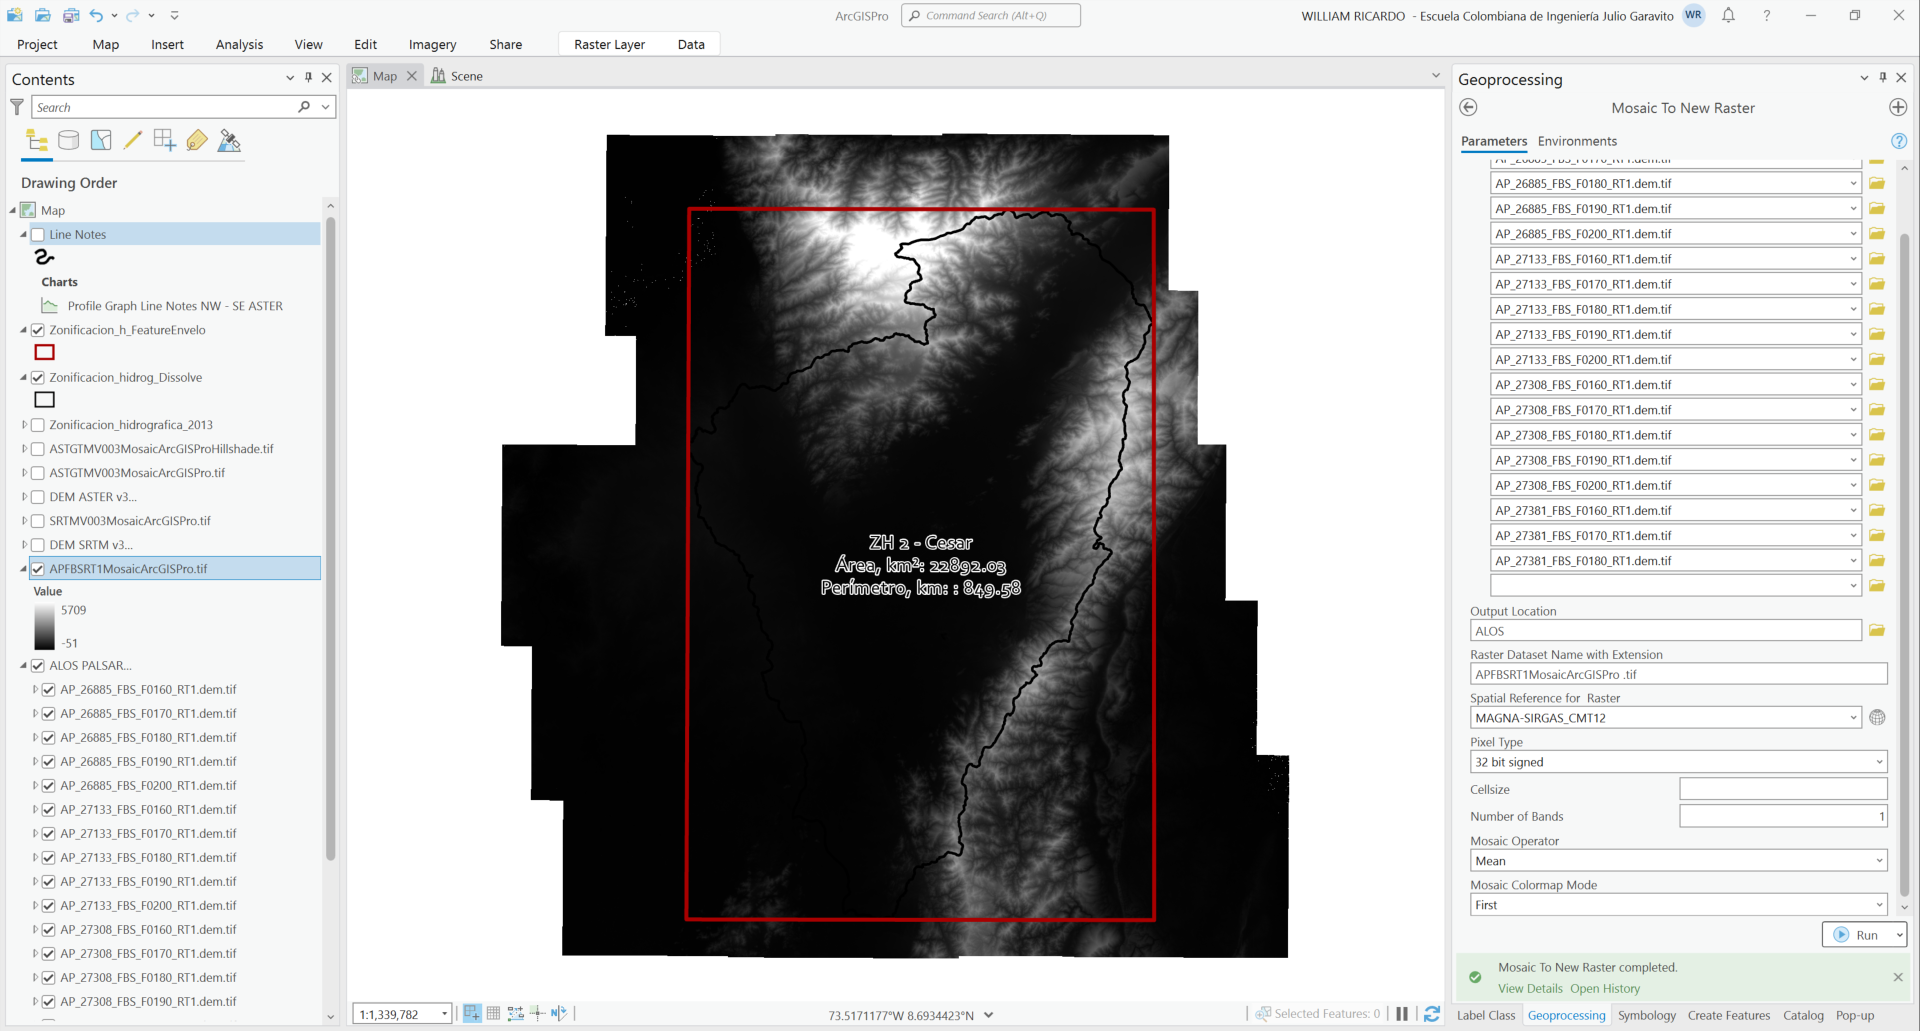 ArcGISPro
Command Search (Alt+Q)
WILLIAM RICARDO - Escuela Colombiana de Ingeniería Julio Garavito
WR
?
Project
Map
Insert
Analysis
View
Edit
Imagery
Share
Raster Layer
Data
Contents
Search
Drawing Order
Map
Line Notes
Charts
Profile Graph Line Notes NW - SE ASTER
Zonificacion_h_FeatureEnvelo
Zonificacion_hidrog_Dissolve
Zonificacion_hidrografica_2013
ASTGTMV003MosaicArcGISProHillshade.tif
ASTGTMV003MosaicArcGISPro.tif
DEM ASTER v3...
SRTMV003MosaicArcGISPro.tif
DEM SRTM v3...
APFBSRT1MosaicArcGISPro.tif
Value
5709
-51
ALOS PALSAR...
AP_26885_FBS_F0160_RT1.dem.tif
AP_26885_FBS_F0170_RT1.dem.tif
AP_26885_FBS_F0180_RT1.dem.tif
AP_26885_FBS_F0190_RT1.dem.tif
AP_26885_FBS_F0200_RT1.dem.tif
AP_27133_FBS_F0160_RT1.dem.tif
AP_27133_FBS_F0170_RT1.dem.tif
AP_27133_FBS_F0180_RT1.dem.tif
AP_27133_FBS_F0190_RT1.dem.tif
AP_27133_FBS_F0200_RT1.dem.tif
AP_27308_FBS_F0160_RT1.dem.tif
AP_27308_FBS_F0170_RT1.dem.tif
AP_27308_FBS_F0180_RT1.dem.tif
AP_27308_FBS_F0190_RT1.dem.tif
Map
Scene
ZH 2 - Cesar
Área, km²: 22892.03
Perímetro, km: : 849.58
1:1,339,782
73.5171177°W 8.6934423°N
Selected Features: 0
Geoprocessing
Mosaic To New Raster
Parameters
Environments
?
AP_26885_FBS_F0170_RT1.dem.tif
AP_26885_FBS_F0180_RT1.dem.tif
AP_26885_FBS_F0190_RT1.dem.tif
AP_26885_FBS_F0200_RT1.dem.tif
AP_27133_FBS_F0160_RT1.dem.tif
AP_27133_FBS_F0170_RT1.dem.tif
AP_27133_FBS_F0180_RT1.dem.tif
AP_27133_FBS_F0190_RT1.dem.tif
AP_27133_FBS_F0200_RT1.dem.tif
AP_27308_FBS_F0160_RT1.dem.tif
AP_27308_FBS_F0170_RT1.dem.tif
AP_27308_FBS_F0180_RT1.dem.tif
AP_27308_FBS_F0190_RT1.dem.tif
AP_27308_FBS_F0200_RT1.dem.tif
AP_27381_FBS_F0160_RT1.dem.tif
AP_27381_FBS_F0170_RT1.dem.tif
AP_27381_FBS_F0180_RT1.dem.tif
Output Location
ALOS
Raster Dataset Name with Extension
APFBSRT1MosaicArcGISPro .tif
Spatial Reference for Raster
MAGNA-SIRGAS_CMT12
Pixel Type
32 bit signed
Cellsize
Number of Bands
1
Mosaic Operator
Mean
Mosaic Colormap Mode
First
Run
Mosaic To New Raster completed.
View Details Open History
Label Class
Geoprocessing
Symbology
Create Features
Catalog
Pop-up